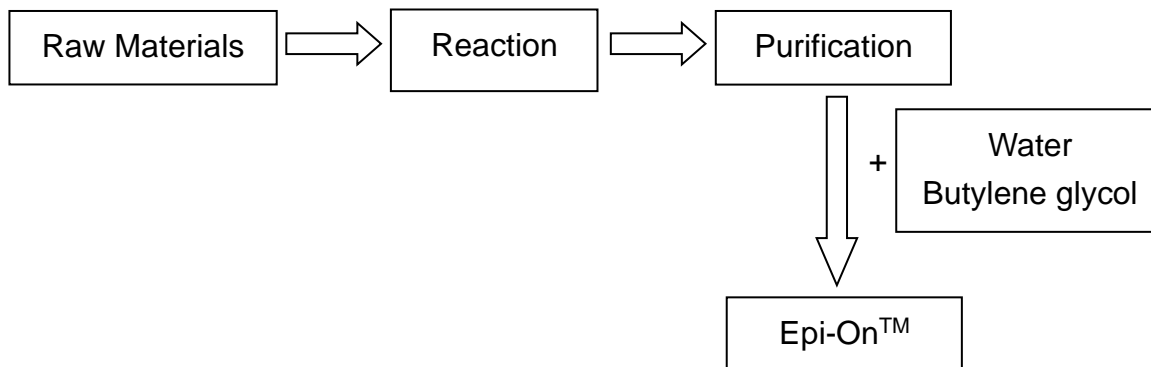 Raw Materials
Reaction
Purification
+
Water
Butylene glycol
Epi-On™